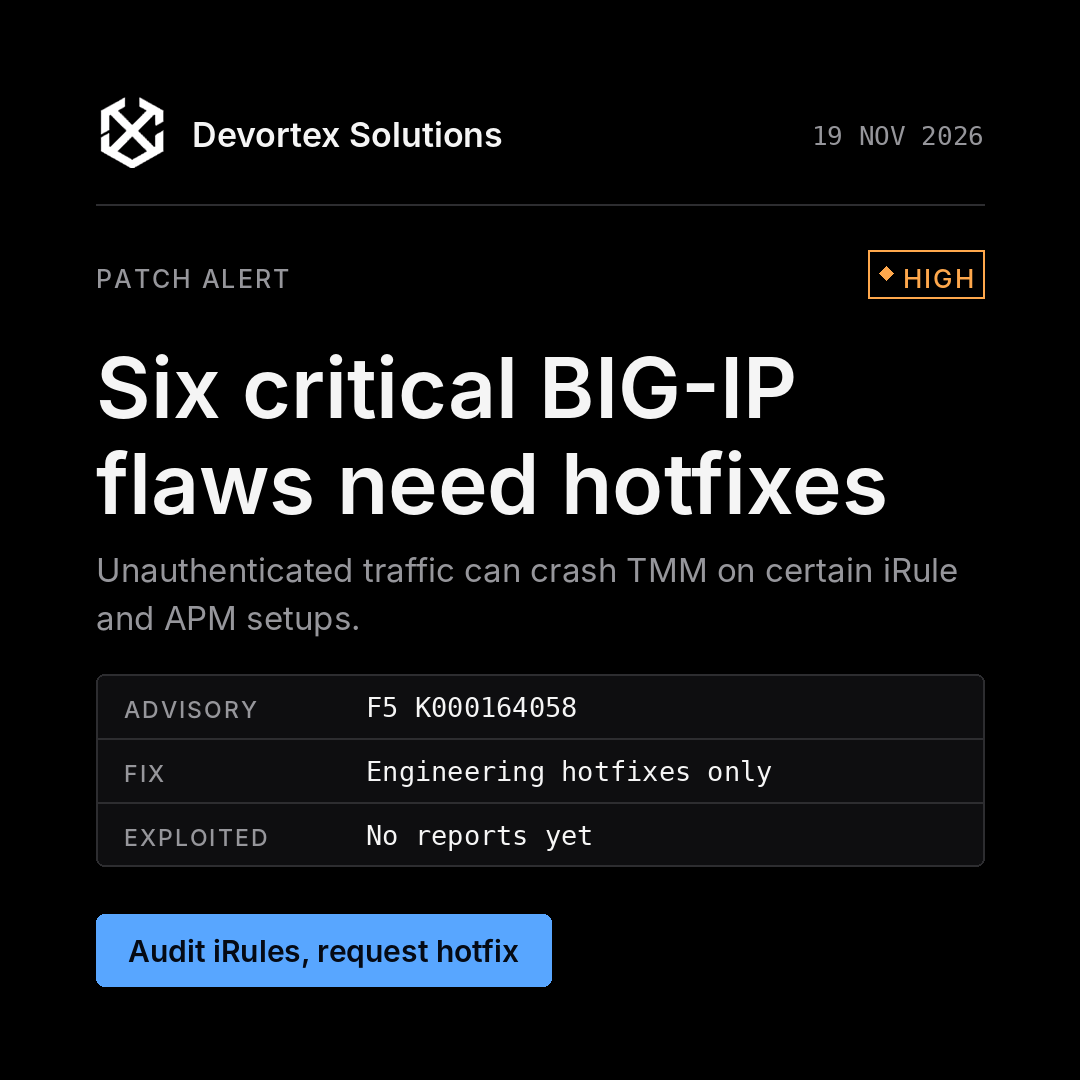 Devortex Solutions
19 NOV 2026
PATCH ALERT
HIGH
Six critical BIG-IP
flaws need hotfixes
Unauthenticated traffic can crash TMM on certain iRule
and APM setups.
ADVISORY F5 K000164058
FIX Engineering hotfixes only
EXPLOITED No reports yet
Audit iRules, request hotfix